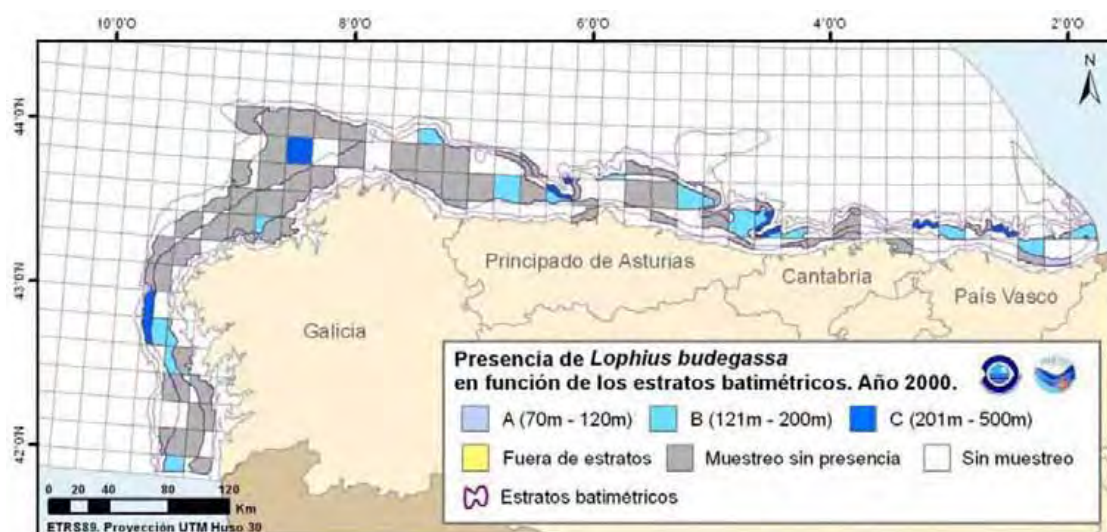 10°0'O 8°0'O 6°0'O 4°0'O 2°0'O
N
44°0'N
43°0'N
42°0'N
Principado de Asturias
Cantabria
País Vasco
Galicia
Presencia de Lophius budegassa
en función de los estratos batimétricos. Año 2000.
A (70m - 120m) B (121m - 200m) C (201m - 500m)
Fuera de estratos Muestreo sin presencia Sin muestreo
Estratos batimétricos
0 20 40 80 120
Km
ETRS89. Proyección UTM Huso 30